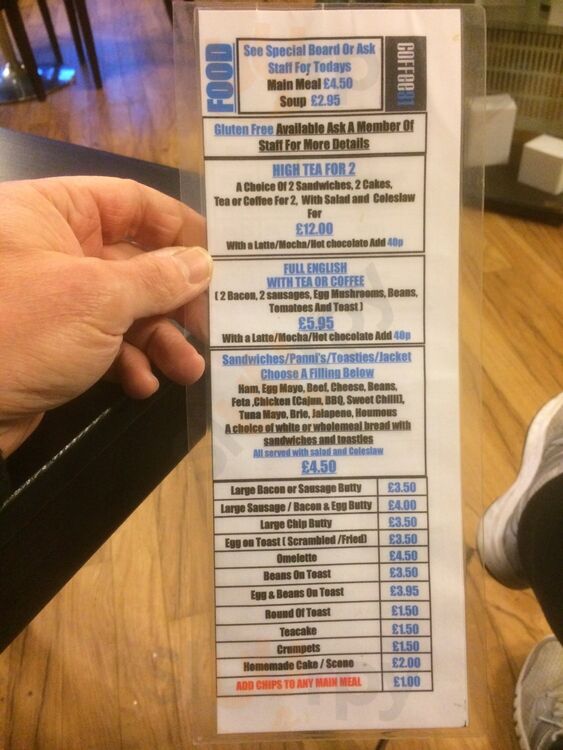 FOOD
See Special Board Or Ask
Staff For Todays
Main Meal £4.50
Soup £2.95
COFFEE
Gluten Free Available Ask A Member Of
Staff For More Details
HIGH TEA FOR 2
A Choice Of 2 Sandwiches, 2 Cakes,
Tea or Coffee For 2, With Salad and Coleslaw
For
£12.00
With a Latte/Mocha/Hot chocolate Add 40p
FULL ENGLISH
WITH TEA OR COFFEE
( 2 Bacon, 2 sausages, Egg Mushrooms, Beans,
Tomatoes And Toast )
£5.95
With a Latte/Mocha/Hot chocolate Add 40p
Sandwiches/Panni's/Toasties/Jacket
Choose A Filling Below
Ham, Egg Mayo, Beef, Cheese, Beans,
Feta ,Chicken (Cajun, BBQ, Sweet Chilli),
Tuna Mayo, Brie, Jalapeno, Houmous
A choice of white or wholemeal bread with
sandwiches and toasties
All served with salad and Coleslaw
£4.50
Large Bacon or Sausage Butty £3.50
Large Sausage / Bacon & Egg Butty £4.00
Large Chip Butty £3.50
Egg on Toast ( Scrambled /Fried) £3.50
Omelette £4.50
Beans On Toast £3.50
Egg & Beans On Toast £3.95
Round Of Toast £1.50
Teacake £1.50
Crumpets £1.50
Homemade Cake / Scone £2.00
ADD CHIPS TO ANY MAIN MEAL £1.00